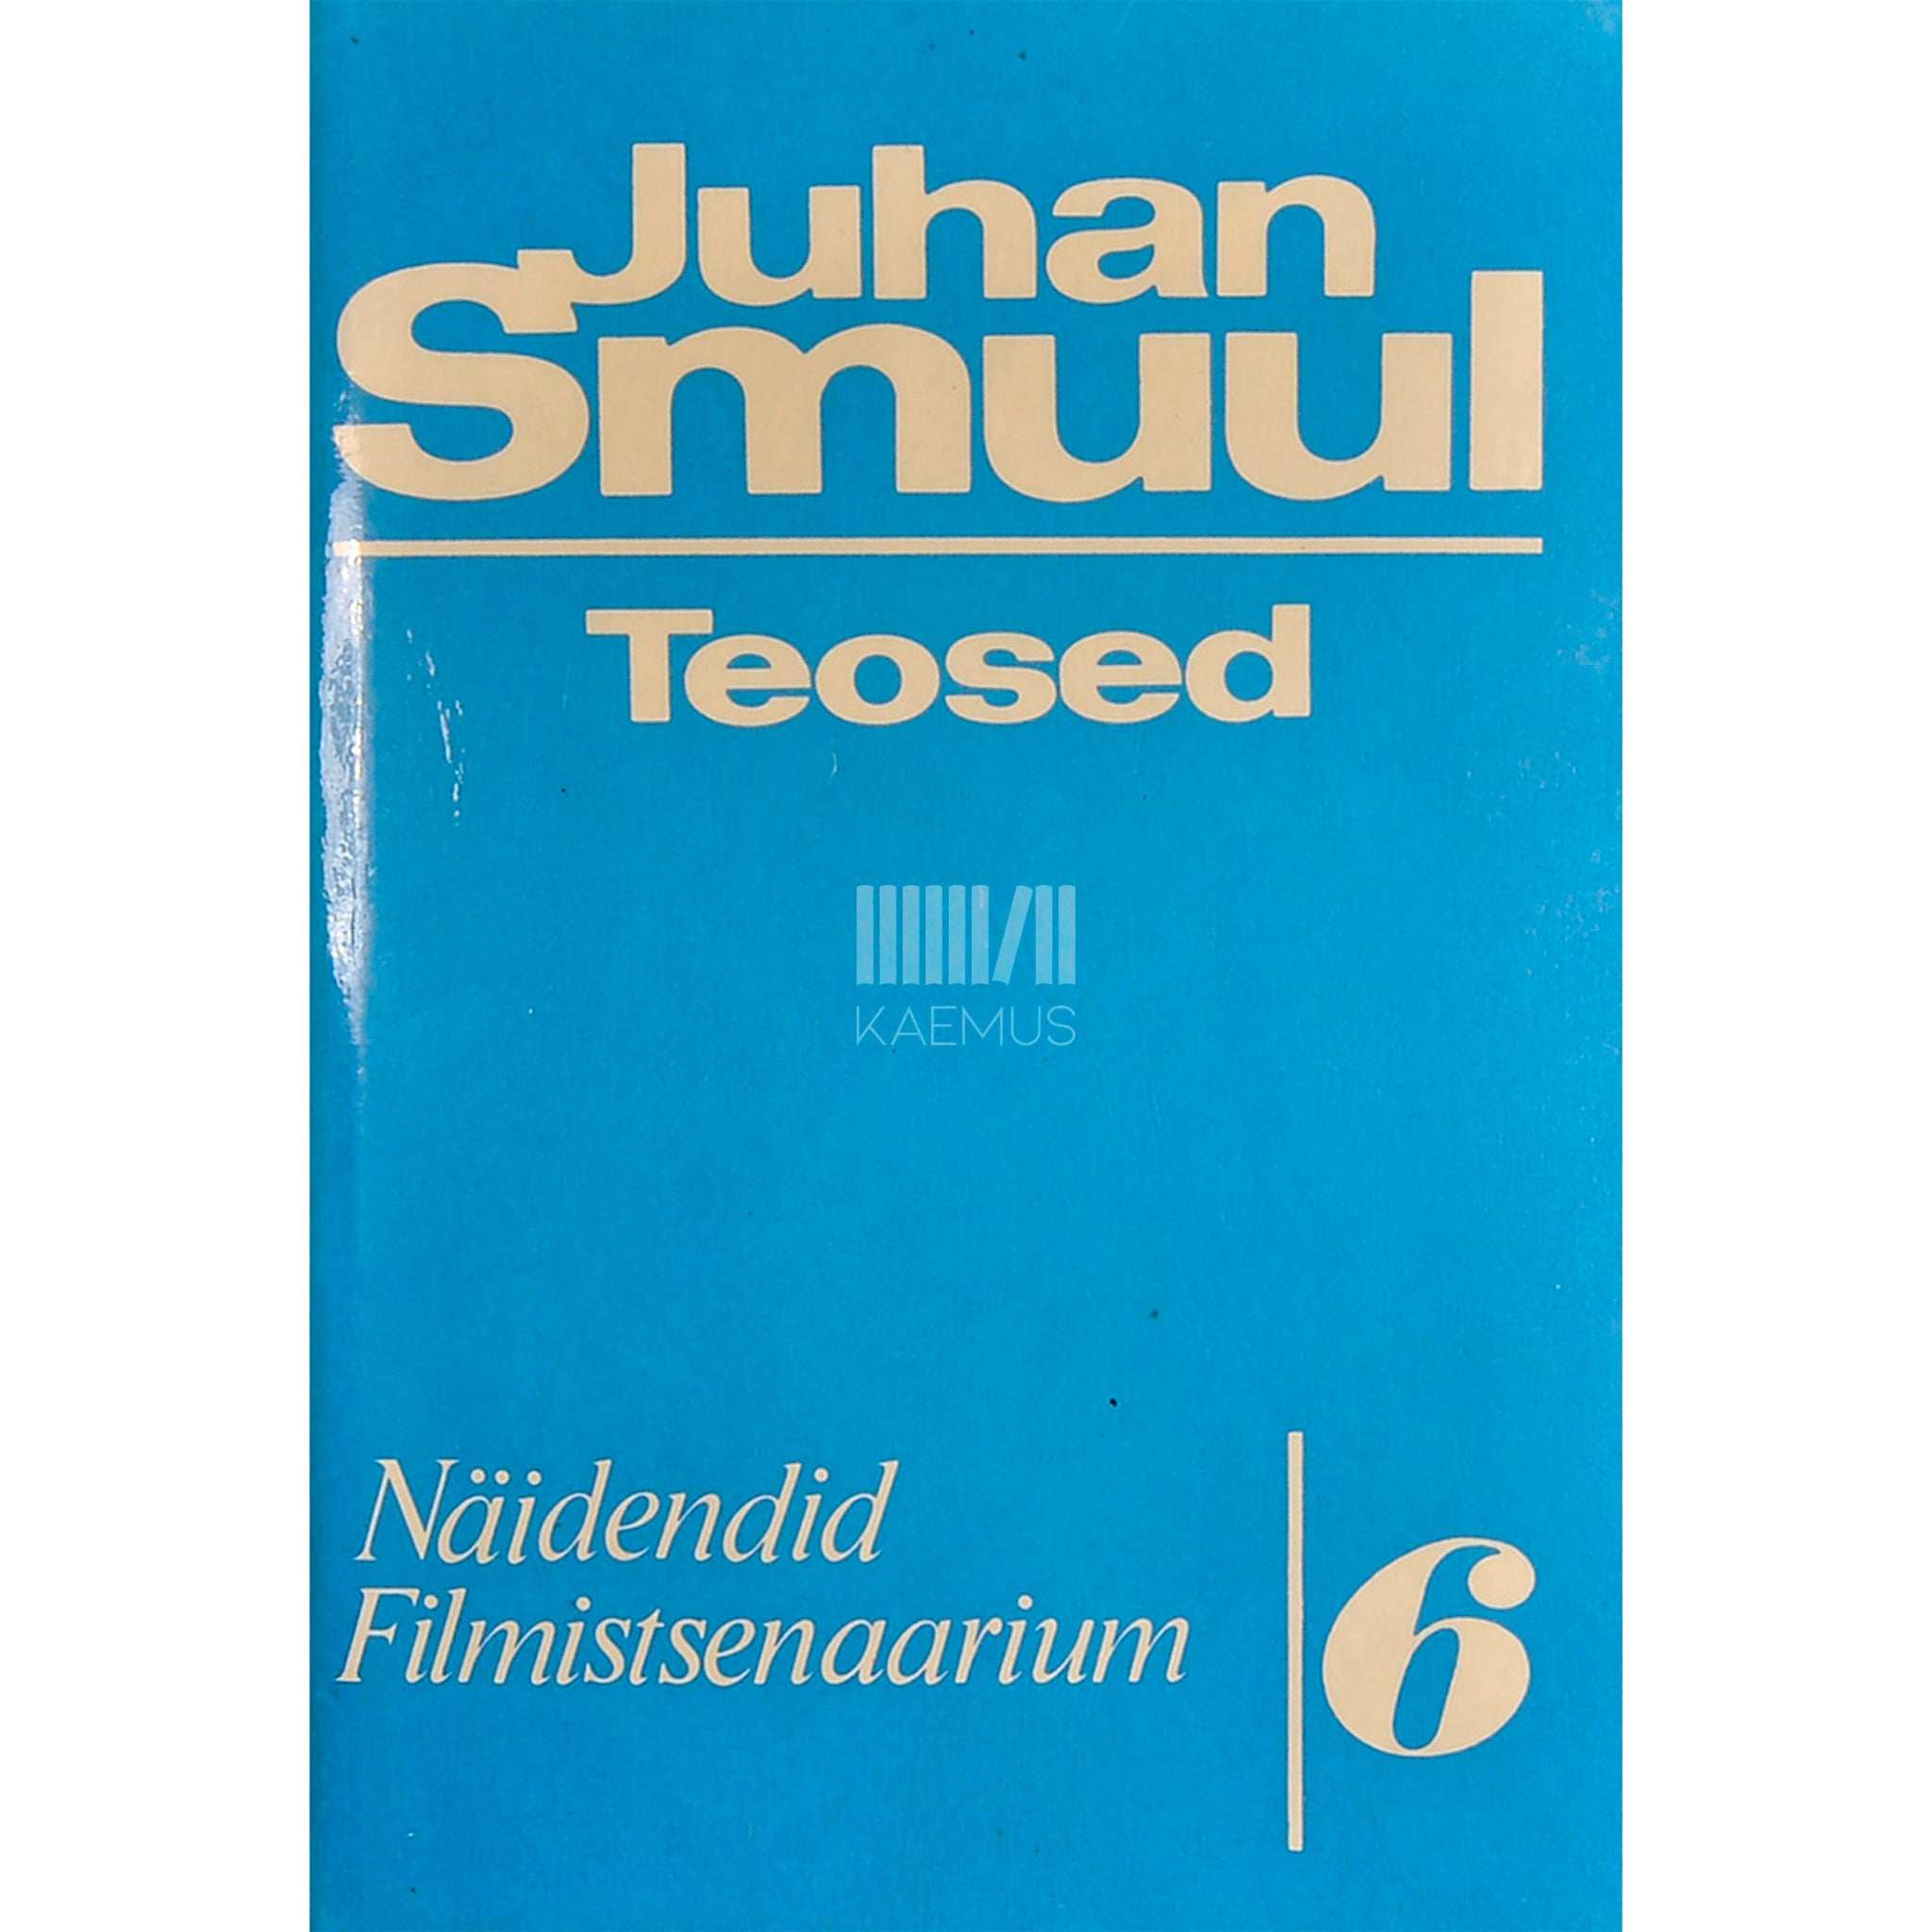 Juhan
Smuul
Teosed
KAEMUS
Näidendid
Filmistsenaarium
6